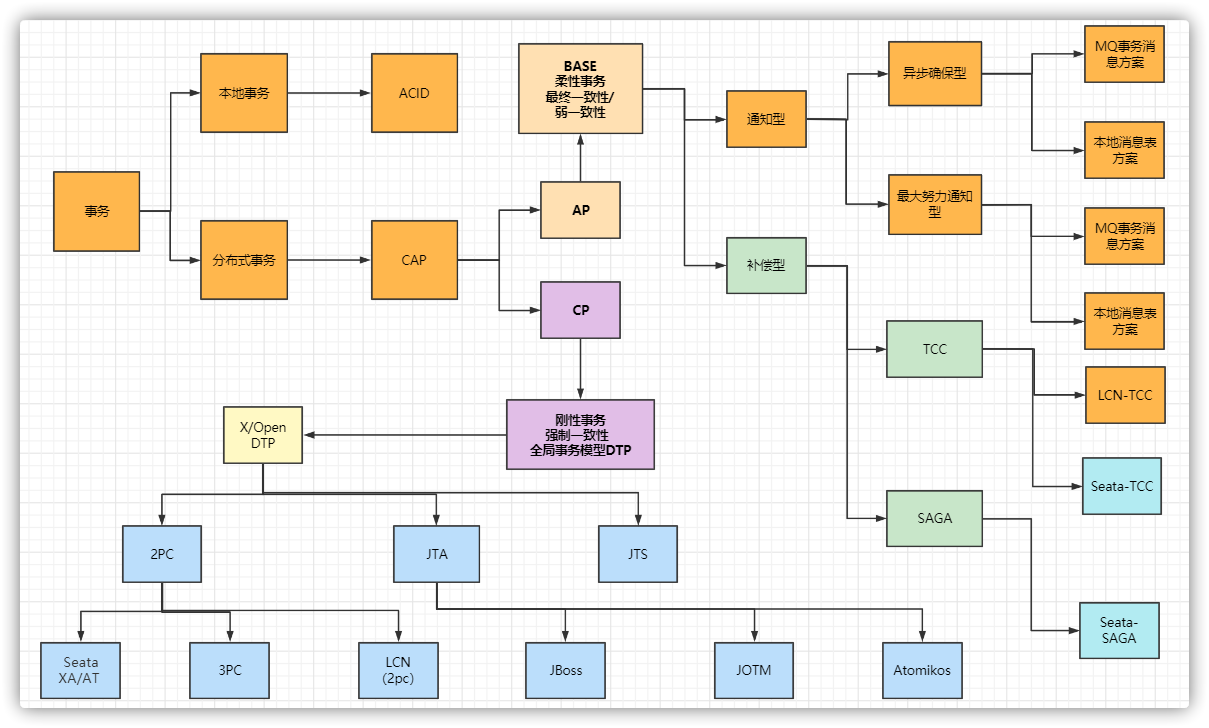 事务
本地事务
ACID
分布式事务
CAP
BASE
柔性事务
最终一致性/
弱一致性
AP
CP
刚性事务
强制一致性
全局事务模型DTP
通知型
补偿型
异步确保型
最大努力通知
型
MQ事务消
息方案
本地消息表
方案
MQ事务消
息方案
本地消息表
方案
TCC
LCN-TCC
Seata-TCC
SAGA
Seata-
SAGA
X/Open
DTP
2PC
JTA
JTS
Seata
XA/AT
3PC
LCN
(2pc)
JBoss
JOTM
Atomikos